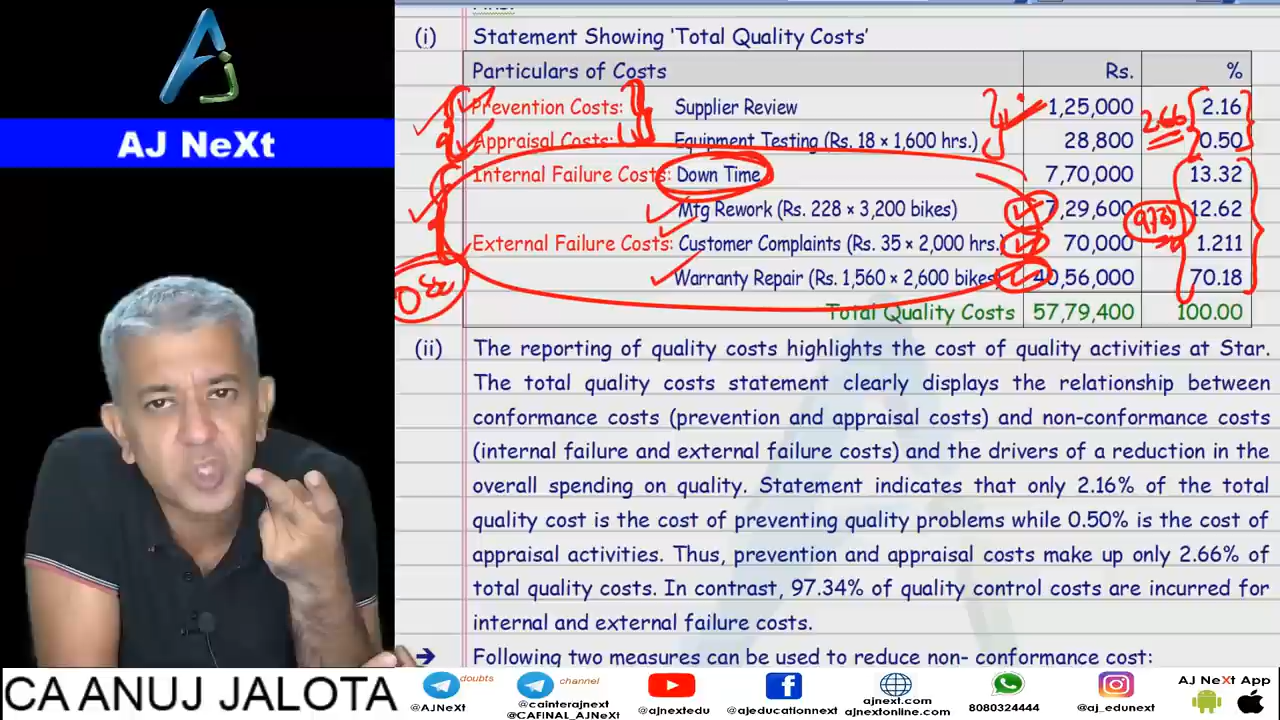 AJ NeXt
(i) Statement Showing ‘Total Quality Costs’
Particulars of Costs Rs. %
Prevention Costs: Supplier Review 1,25,000 2.16
Appraisal Costs: Equipment Testing (Rs. 18 × 1,600 hrs.) 28,800 0.50
Internal Failure Costs: Down Time 7,70,000 13.32
Mfg Rework (Rs. 228 × 3,200 bikes) 7,29,600 12.62
External Failure Costs: Customer Complaints (Rs. 35 × 2,000 hrs.) 70,000 1.211
Warranty Repair (Rs. 1,560 × 2,600 bikes) 40,56,000 70.18
Total Quality Costs 57,79,400 100.00
2.66
(ii) The reporting of quality costs highlights the cost of quality activities at Star.
The total quality costs statement clearly displays the relationship between
conformance costs (prevention and appraisal costs) and non-conformance costs
(internal failure and external failure costs) and the drivers of a reduction in the
overall spending on quality. Statement indicates that only 2.16% of the total
quality cost is the cost of preventing quality problems while 0.50% is the cost of
appraisal activities. Thus, prevention and appraisal costs make up only 2.66% of
total quality costs. In contrast, 97.34% of quality control costs are incurred for
internal and external failure costs.
→ Following two measures can be used to reduce non- conformance cost:
CA ANUJ JALOTA
doubts
@AJNeXt
channel
@cainterajnext
@CAFINAL_AJNeXt
@ajnextedu
@ajeducationnext
ajnext.com
ajnextonline.com
8080323444
@aj_edunext
AJ NeXt App